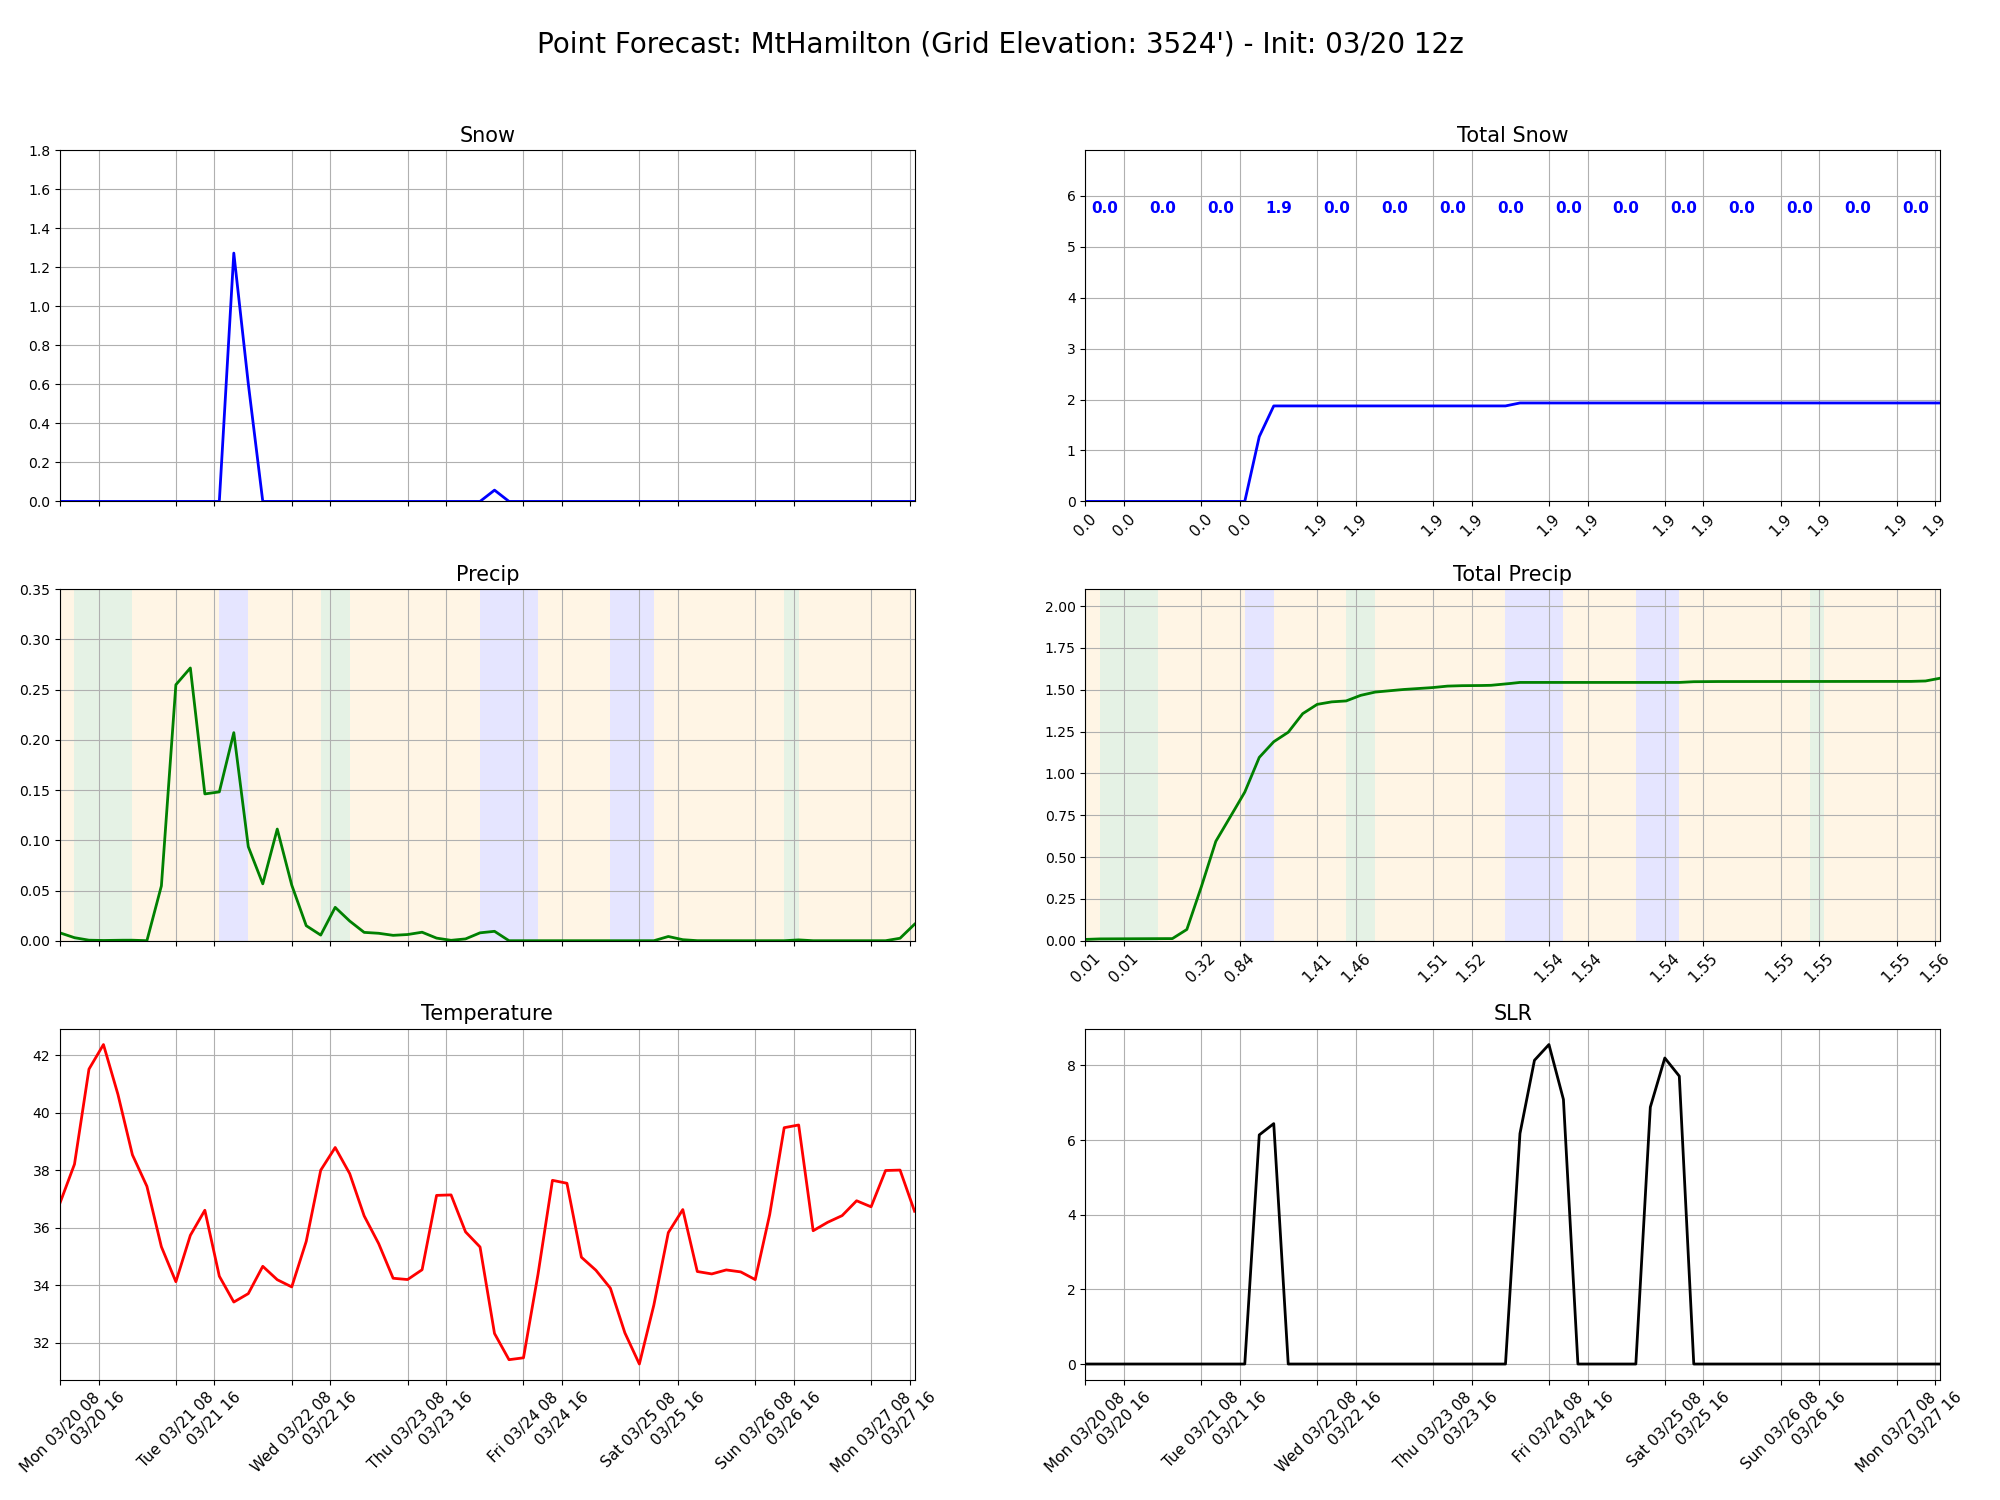 Point Forecast: MtHamilton (Grid Elevation: 3524') - Init: 03/20 12z
Snow
1.8
1.6
1.4
1.2
1.0
0.8
0.6
0.4
0.2
0.0
Total Snow
6
5
4
3
2
1
0
0.0 0.0 0.0 1.9 0.0 0.0 0.0 0.0 0.0 0.0 0.0 0.0 0.0 0.0 0.0
0.0 0.0 0.0 0.0 1.9 1.9 1.9 1.9 1.9 1.9 1.9 1.9 1.9 1.9 1.9 1.9
Precip
0.35
0.30
0.25
0.20
0.15
0.10
0.05
0.00
Total Precip
2.00
1.75
1.50
1.25
1.00
0.75
0.50
0.25
0.00
0.01 0.01 0.32 0.84 1.41 1.46 1.51 1.52 1.54 1.54 1.54 1.55 1.55 1.55 1.55 1.56
Temperature
42
40
38
36
34
32
Mon 03/20 08
03/20 16
Tue 03/21 08
03/21 16
Wed 03/22 08
03/22 16
Thu 03/23 08
03/23 16
Fri 03/24 08
03/24 16
Sat 03/25 08
03/25 16
Sun 03/26 08
03/26 16
Mon 03/27 08
03/27 16
SLR
8
6
4
2
0
Mon 03/20 08
03/20 16
Tue 03/21 08
03/21 16
Wed 03/22 08
03/22 16
Thu 03/23 08
03/23 16
Fri 03/24 08
03/24 16
Sat 03/25 08
03/25 16
Sun 03/26 08
03/26 16
Mon 03/27 08
03/27 16